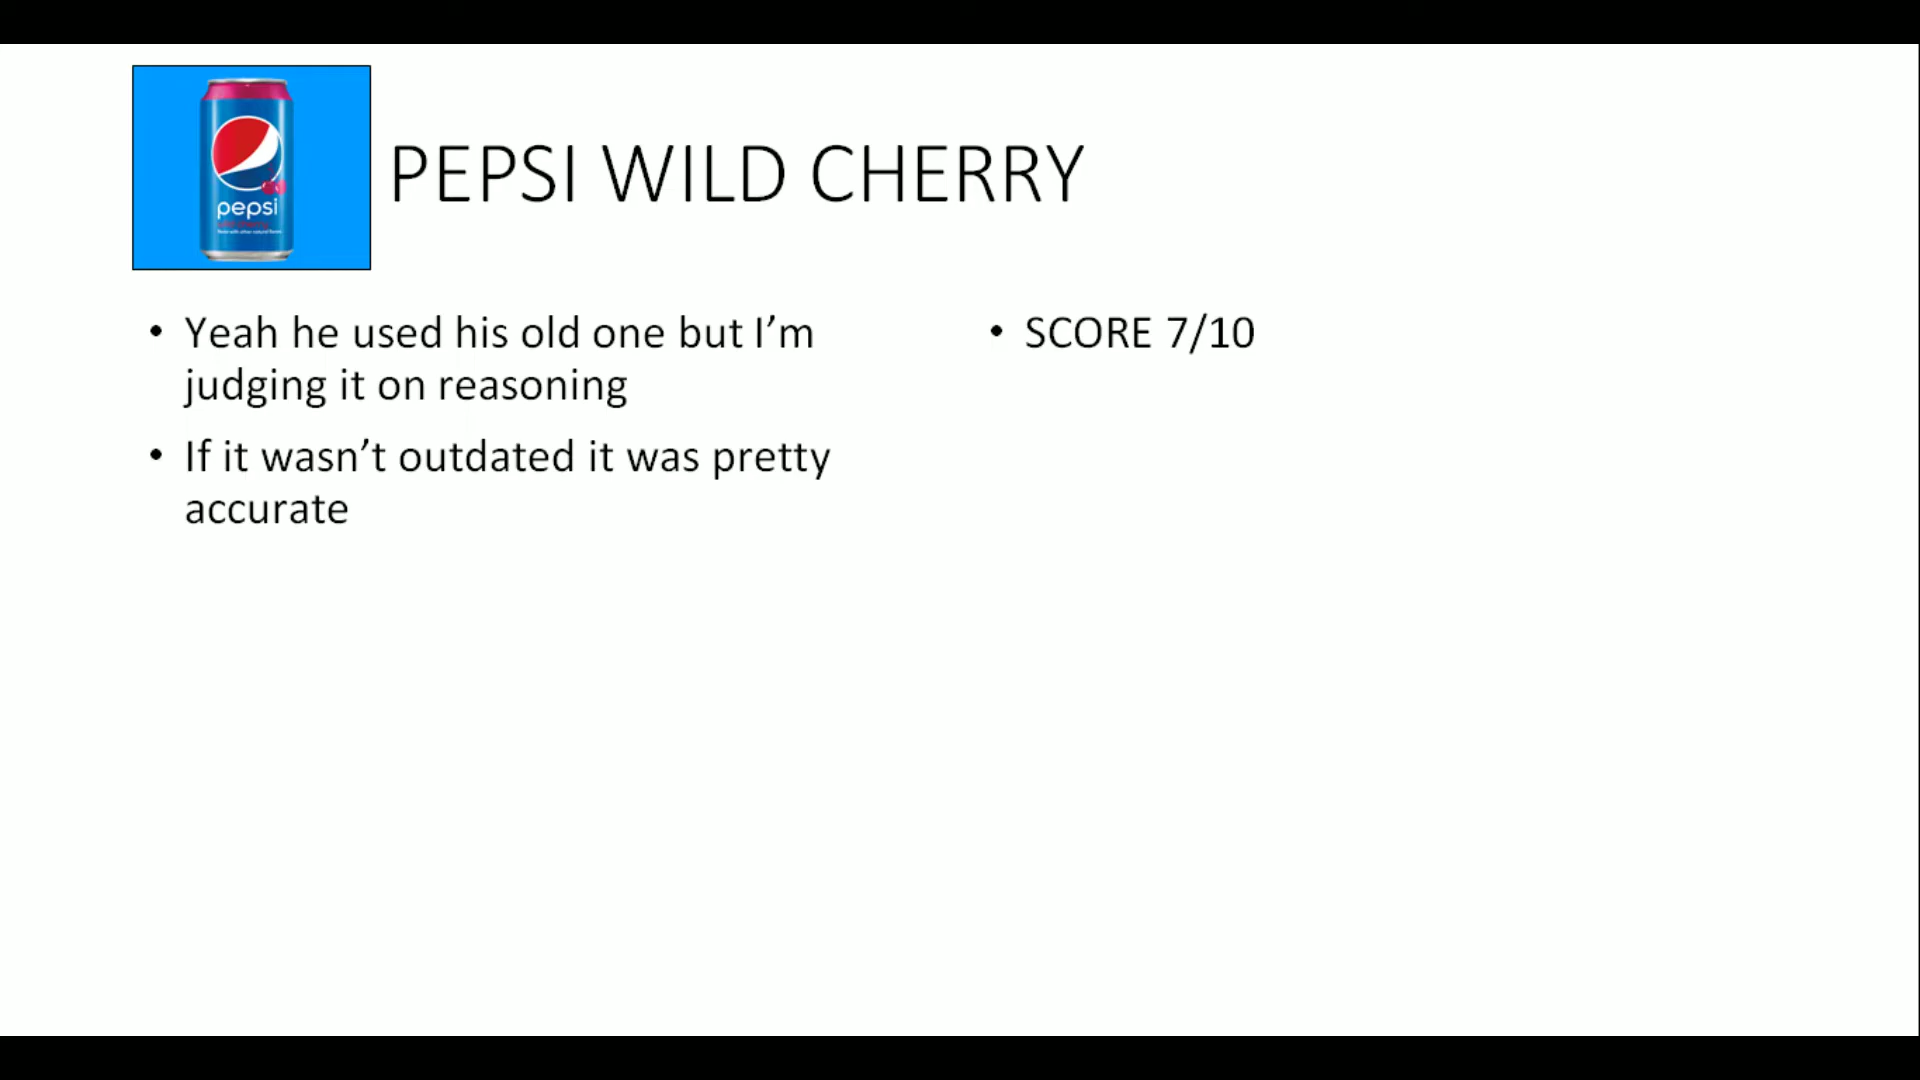 pepsi
PEPSI WILD CHERRY
• Yeah he used his old one but I’m
judging it on reasoning
• If it wasn’t outdated it was pretty
accurate
• SCORE 7/10